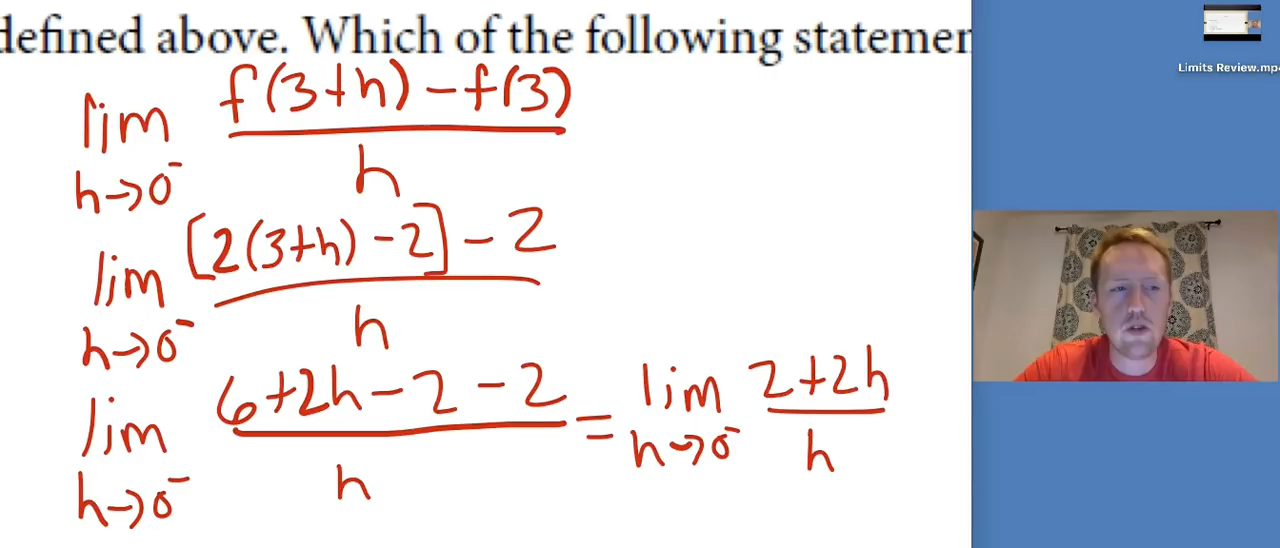 defined above. Which of the following statemen
Limits Review.mp4
lim h→0⁻ f(3+h) – f(3) / h
lim h→0⁻ [2(3+h) – 2] – 2 / h
lim h→0⁻ 6+2h – 2 – 2 / h = lim h→0⁻ 2+2h / h